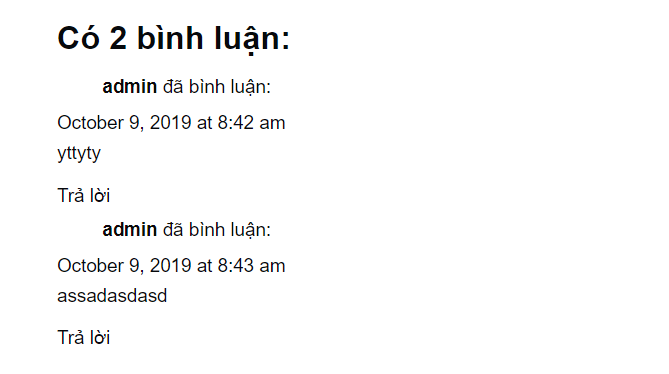 Có 2 bình luận:
admin đã bình luận:
October 9, 2019 at 8:42 am
yttyty
Trả lời
admin đã bình luận:
October 9, 2019 at 8:43 am
assadasdasd
Trả lời